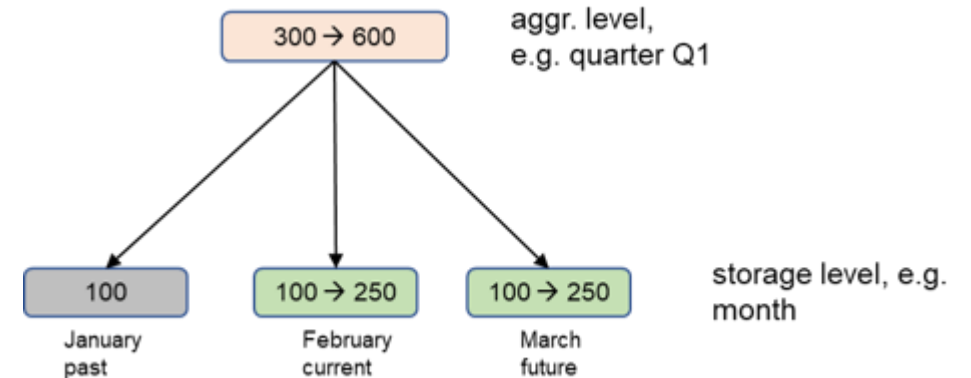 300 → 600
aggr. level,
e.g. quarter Q1
100
100 → 250
100 → 250
storage level, e.g.
month
January
past
February
current
March
future